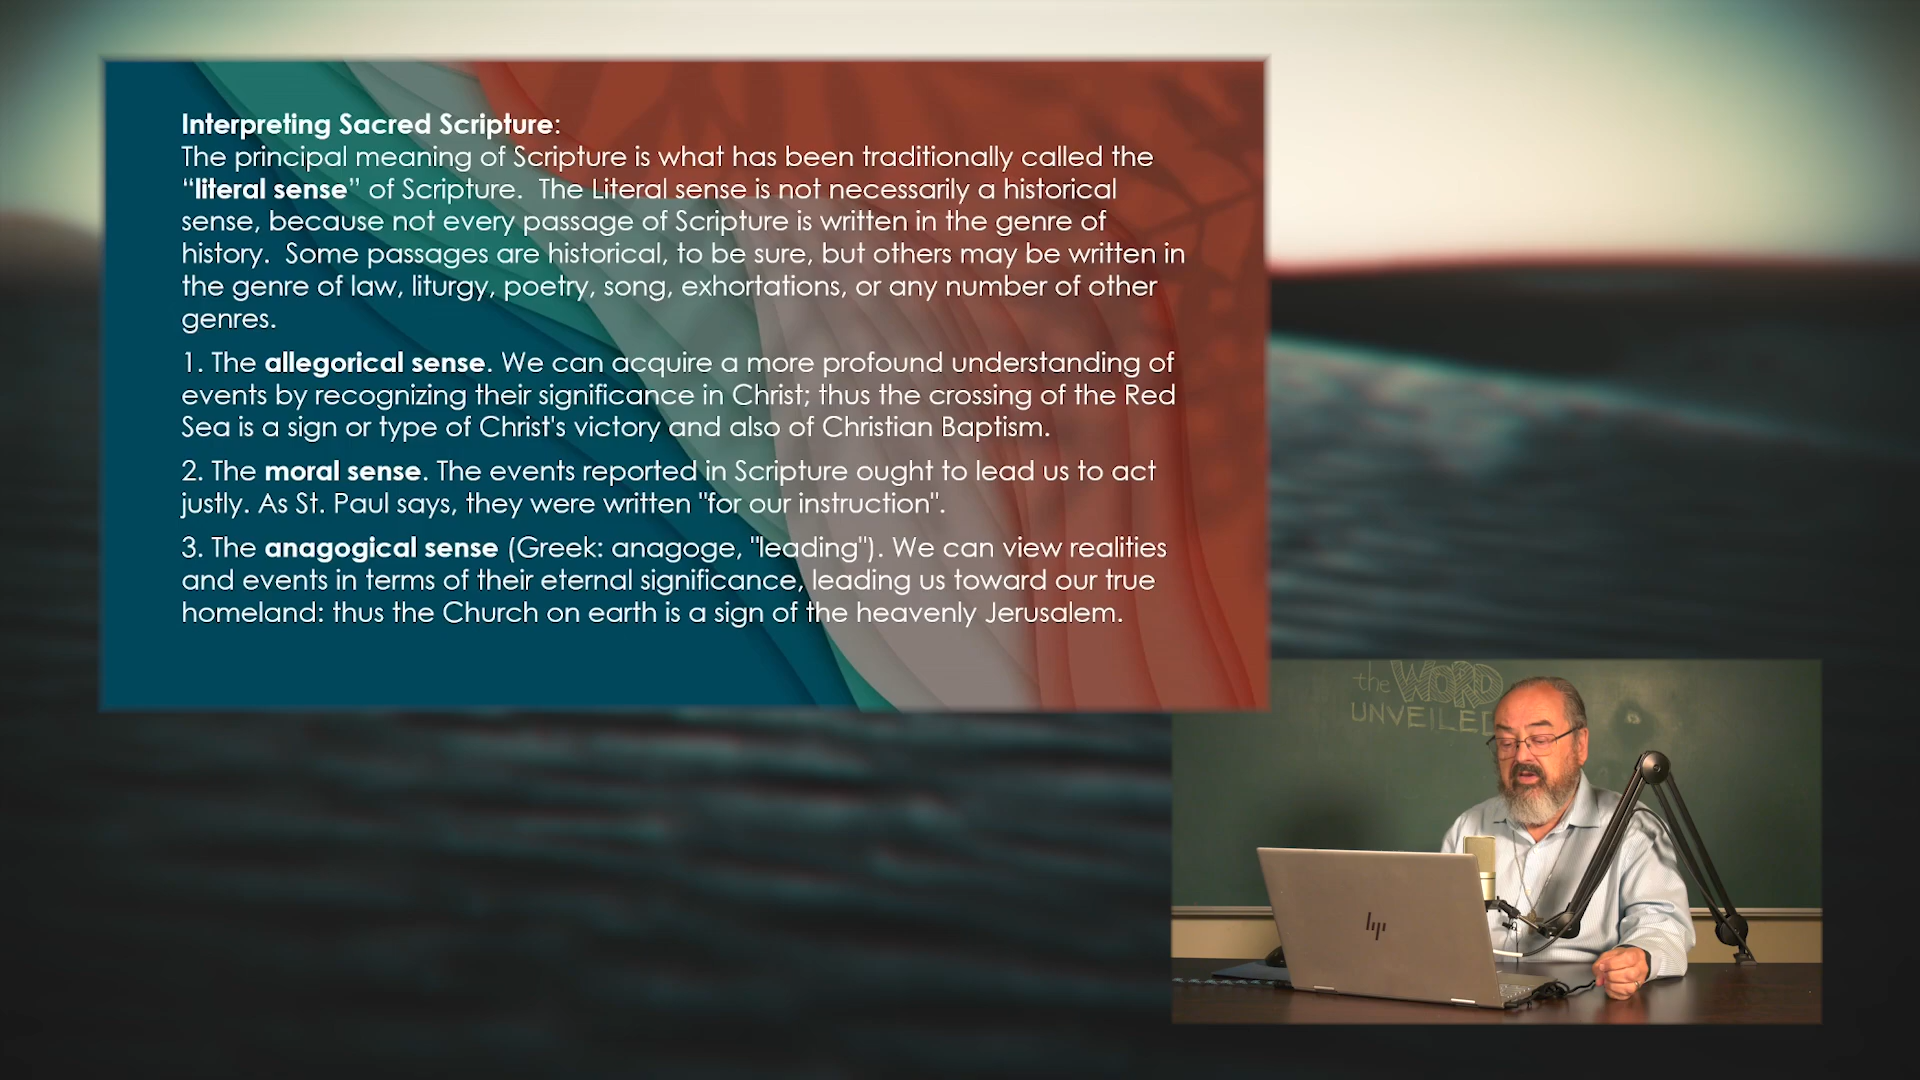 Interpreting Sacred Scripture:
The principal meaning of Scripture is what has been traditionally called the
“literal sense” of Scripture.  The Literal sense is not necessarily a historical
sense, because not every passage of Scripture is written in the genre of
history.  Some passages are historical, to be sure, but others may be written in
the genre of law, liturgy, poetry, song, exhortations, or any number of other
genres.
1. The allegorical sense. We can acquire a more profound understanding of
events by recognizing their significance in Christ; thus the crossing of the Red
Sea is a sign or type of Christ's victory and also of Christian Baptism.
2. The moral sense. The events reported in Scripture ought to lead us to act
justly. As St. Paul says, they were written "for our instruction".
3. The anagogical sense (Greek: anagoge, "leading"). We can view realities
and events in terms of their eternal significance, leading us toward our true
homeland: thus the Church on earth is a sign of the heavenly Jerusalem.
the WORD
UNVEILED
hp